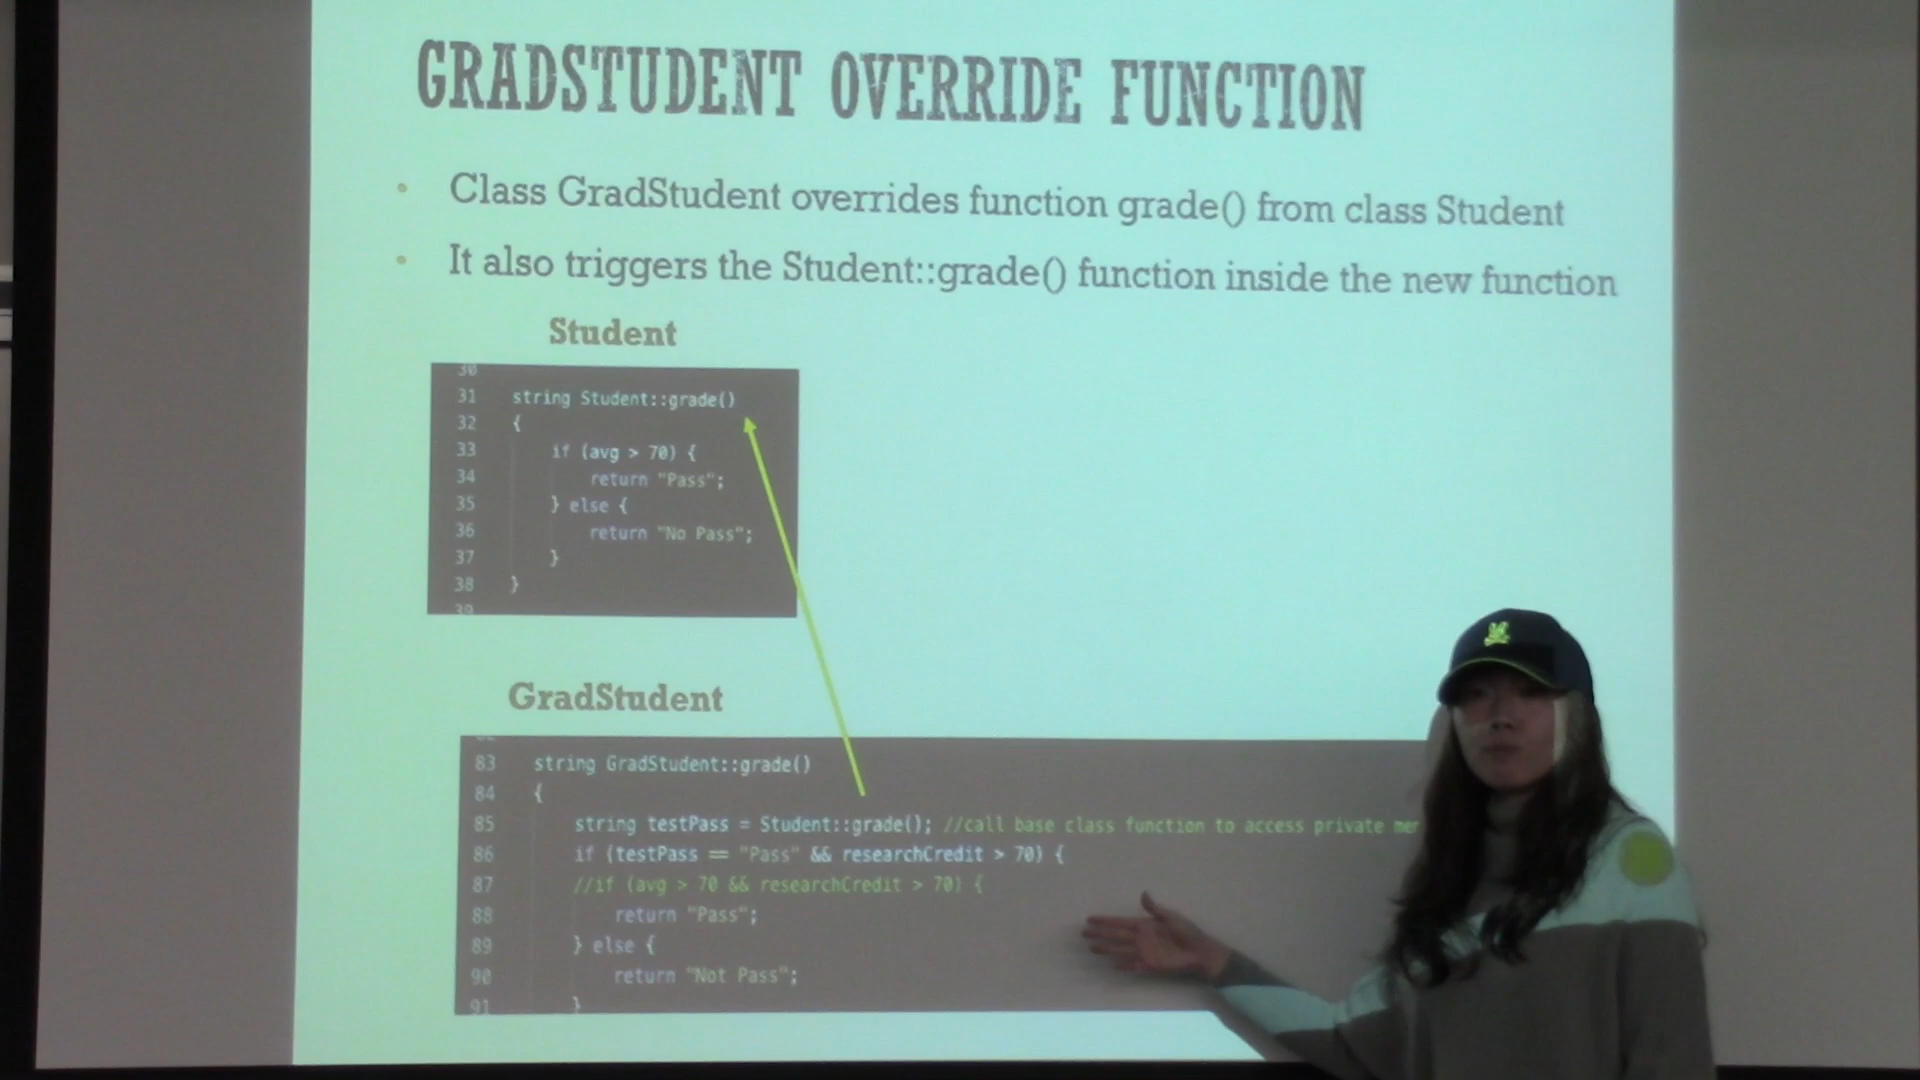 GRADSTUDENT OVERRIDE FUNCTION
• Class GradStudent overrides function grade() from class Student
• It also triggers the Student::grade() function inside the new function
Student
30
31 string Student::grade()
32 {
33 if (avg > 70) {
34 return "Pass";
35 } else {
36 return "No Pass";
37 }
38 }
39
GradStudent
83 string GradStudent::grade()
84 {
85 string testPass = Student::grade(); //call base class function to access private
86 if (testPass == "Pass" && researchCredit > 70) {
87 //if (avg > 70 && researchCredit > 70) {
88 return "Pass";
89 } else {
90 return "Not Pass";
91 }